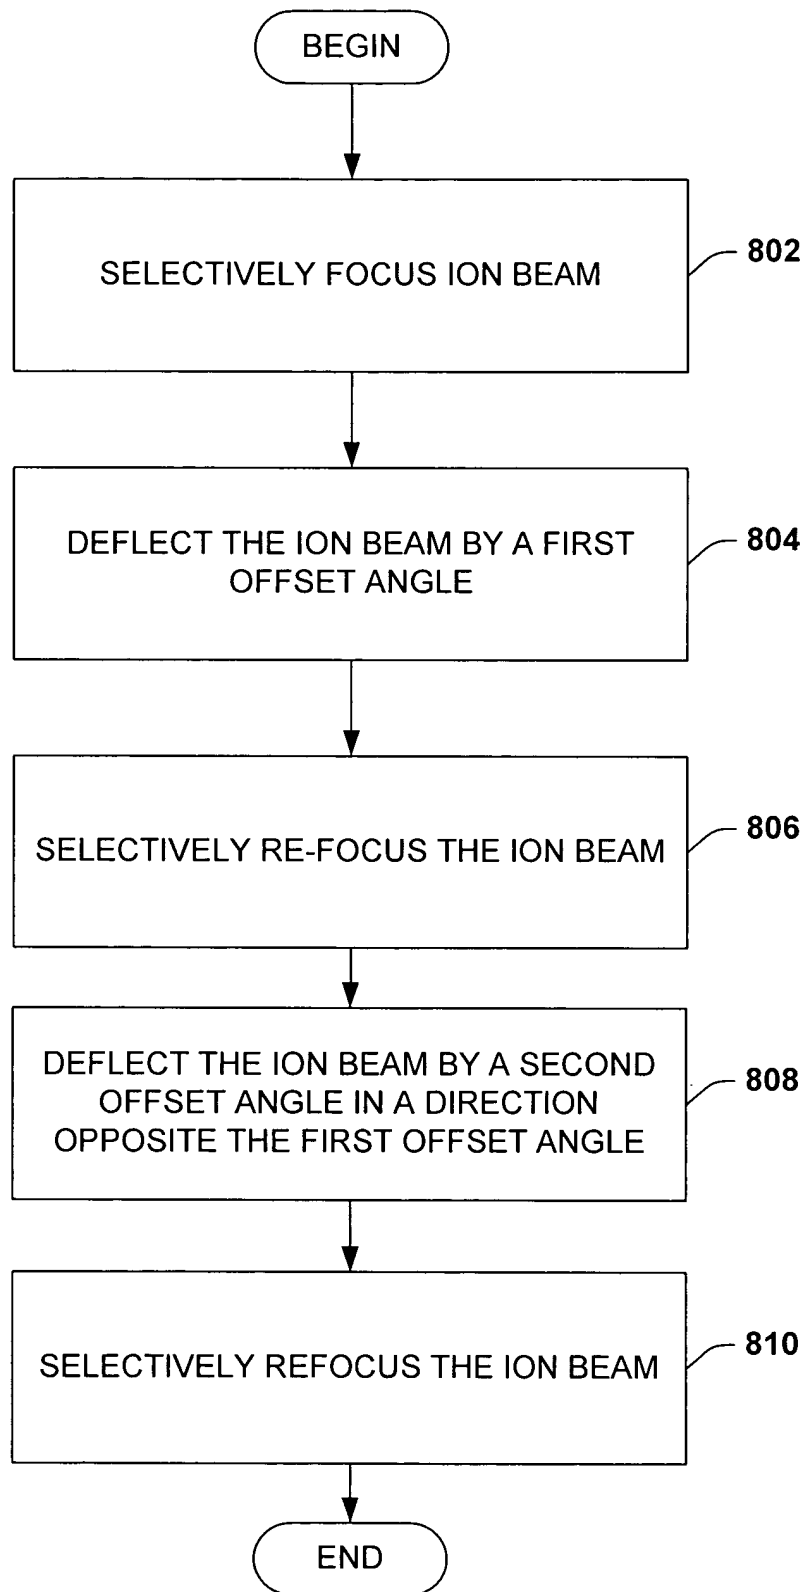 BEGIN
SELECTIVELY FOCUS ION BEAM
802
DEFLECT THE ION BEAM BY A FIRST
OFFSET ANGLE
804
SELECTIVELY RE-FOCUS THE ION BEAM
806
DEFLECT THE ION BEAM BY A SECOND
OFFSET ANGLE IN A DIRECTION
OPPOSITE THE FIRST OFFSET ANGLE
808
SELECTIVELY REFOCUS THE ION BEAM
810
END